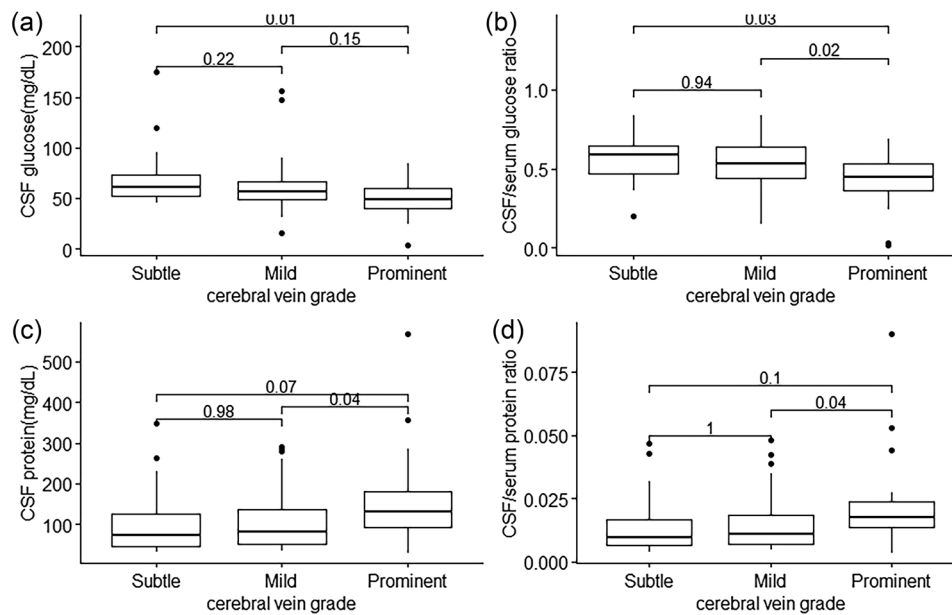 (a)
CSF glucose(mg/dL)
200
150
100
50
0
0.01
0.15
0.22
Subtle Mild Prominent
cerebral vein grade
(b)
CSF/serum glucose ratio
1.0
0.5
0.0
0.03
0.02
0.94
Subtle Mild Prominent
cerebral vein grade
(c)
CSF protein(mg/dL)
500
400
300
200
100
0.07
0.04
0.98
Subtle Mild Prominent
cerebral vein grade
(d)
CSF/serum protein ratio
0.075
0.050
0.025
0.000
0.1
0.04
1
Subtle Mild Prominent
cerebral vein grade